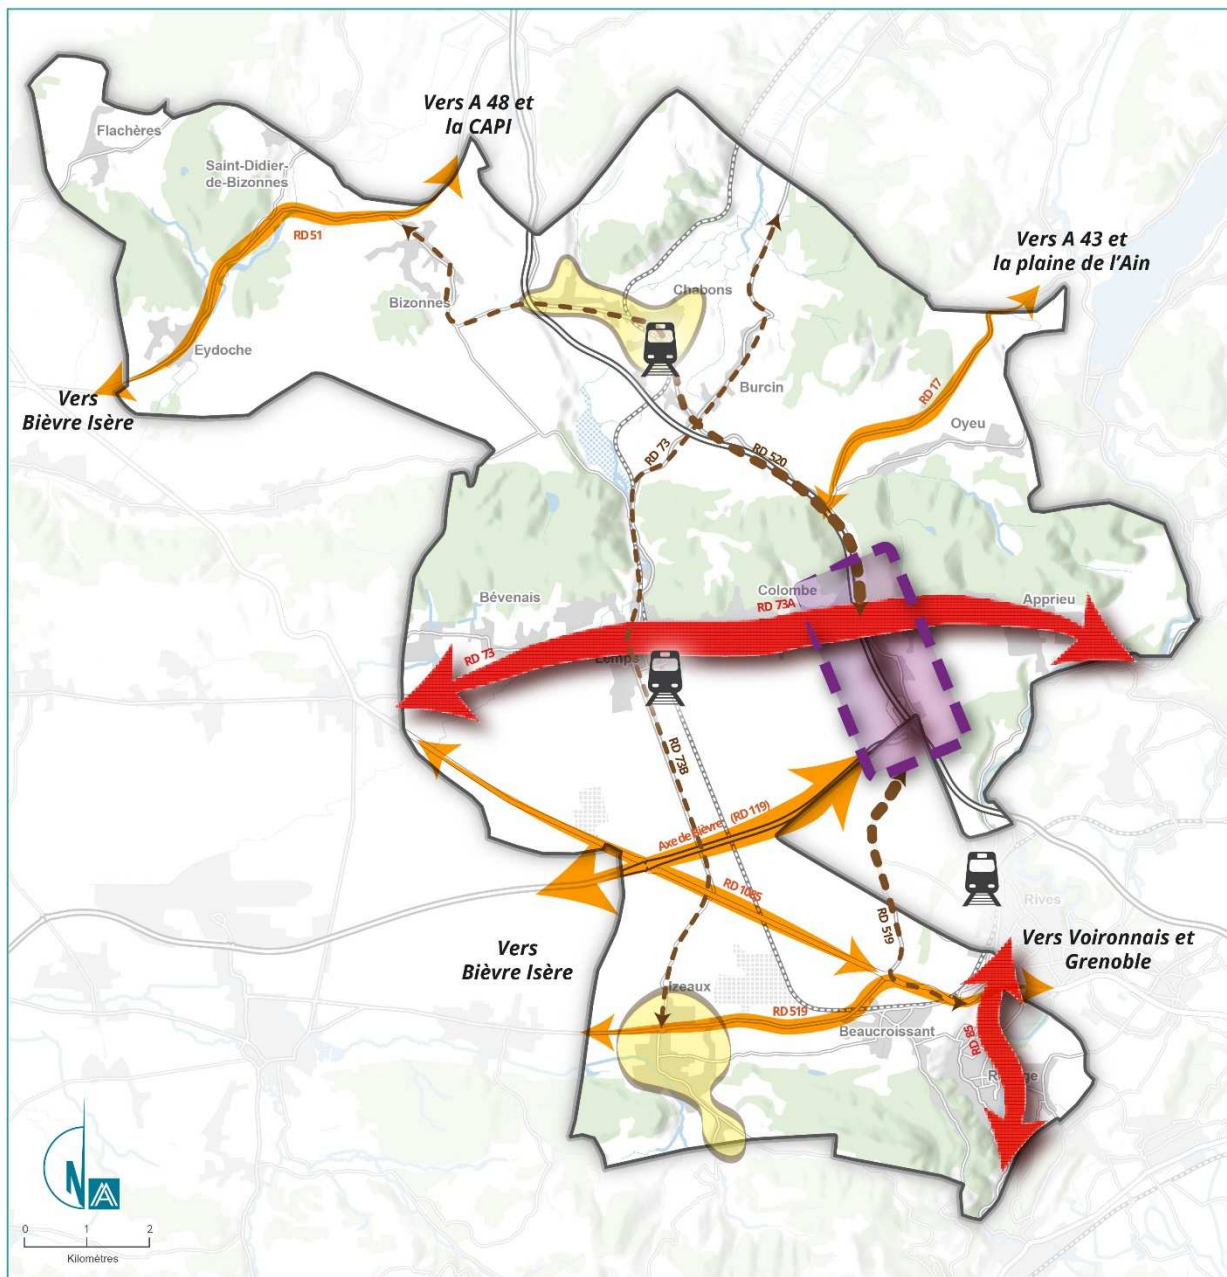 Vers A 48 et
la CAPI
Flachères
Saint-Didier-
de-Bizonnes
RD 51
Vers A 43 et
la plaine de l'Ain
Chabons
Bizonnes
Eydoche
Vers
Bièvre Isère
Burcin
RD 17
Oyeu
RD 73
RD 520
Bévenais
Colombe
RD 73A
Apprieu
RD 73
Lemps
RD 73B
Axe de Bièvre (RD 119)
RD 1085
RD 519
Rives
Vers
Bièvre Isère
Vers Voironnais et
Grenoble
Izeaux
RD 519
Beaucroissant
RD 85
N
0 1 2
Kilomètres